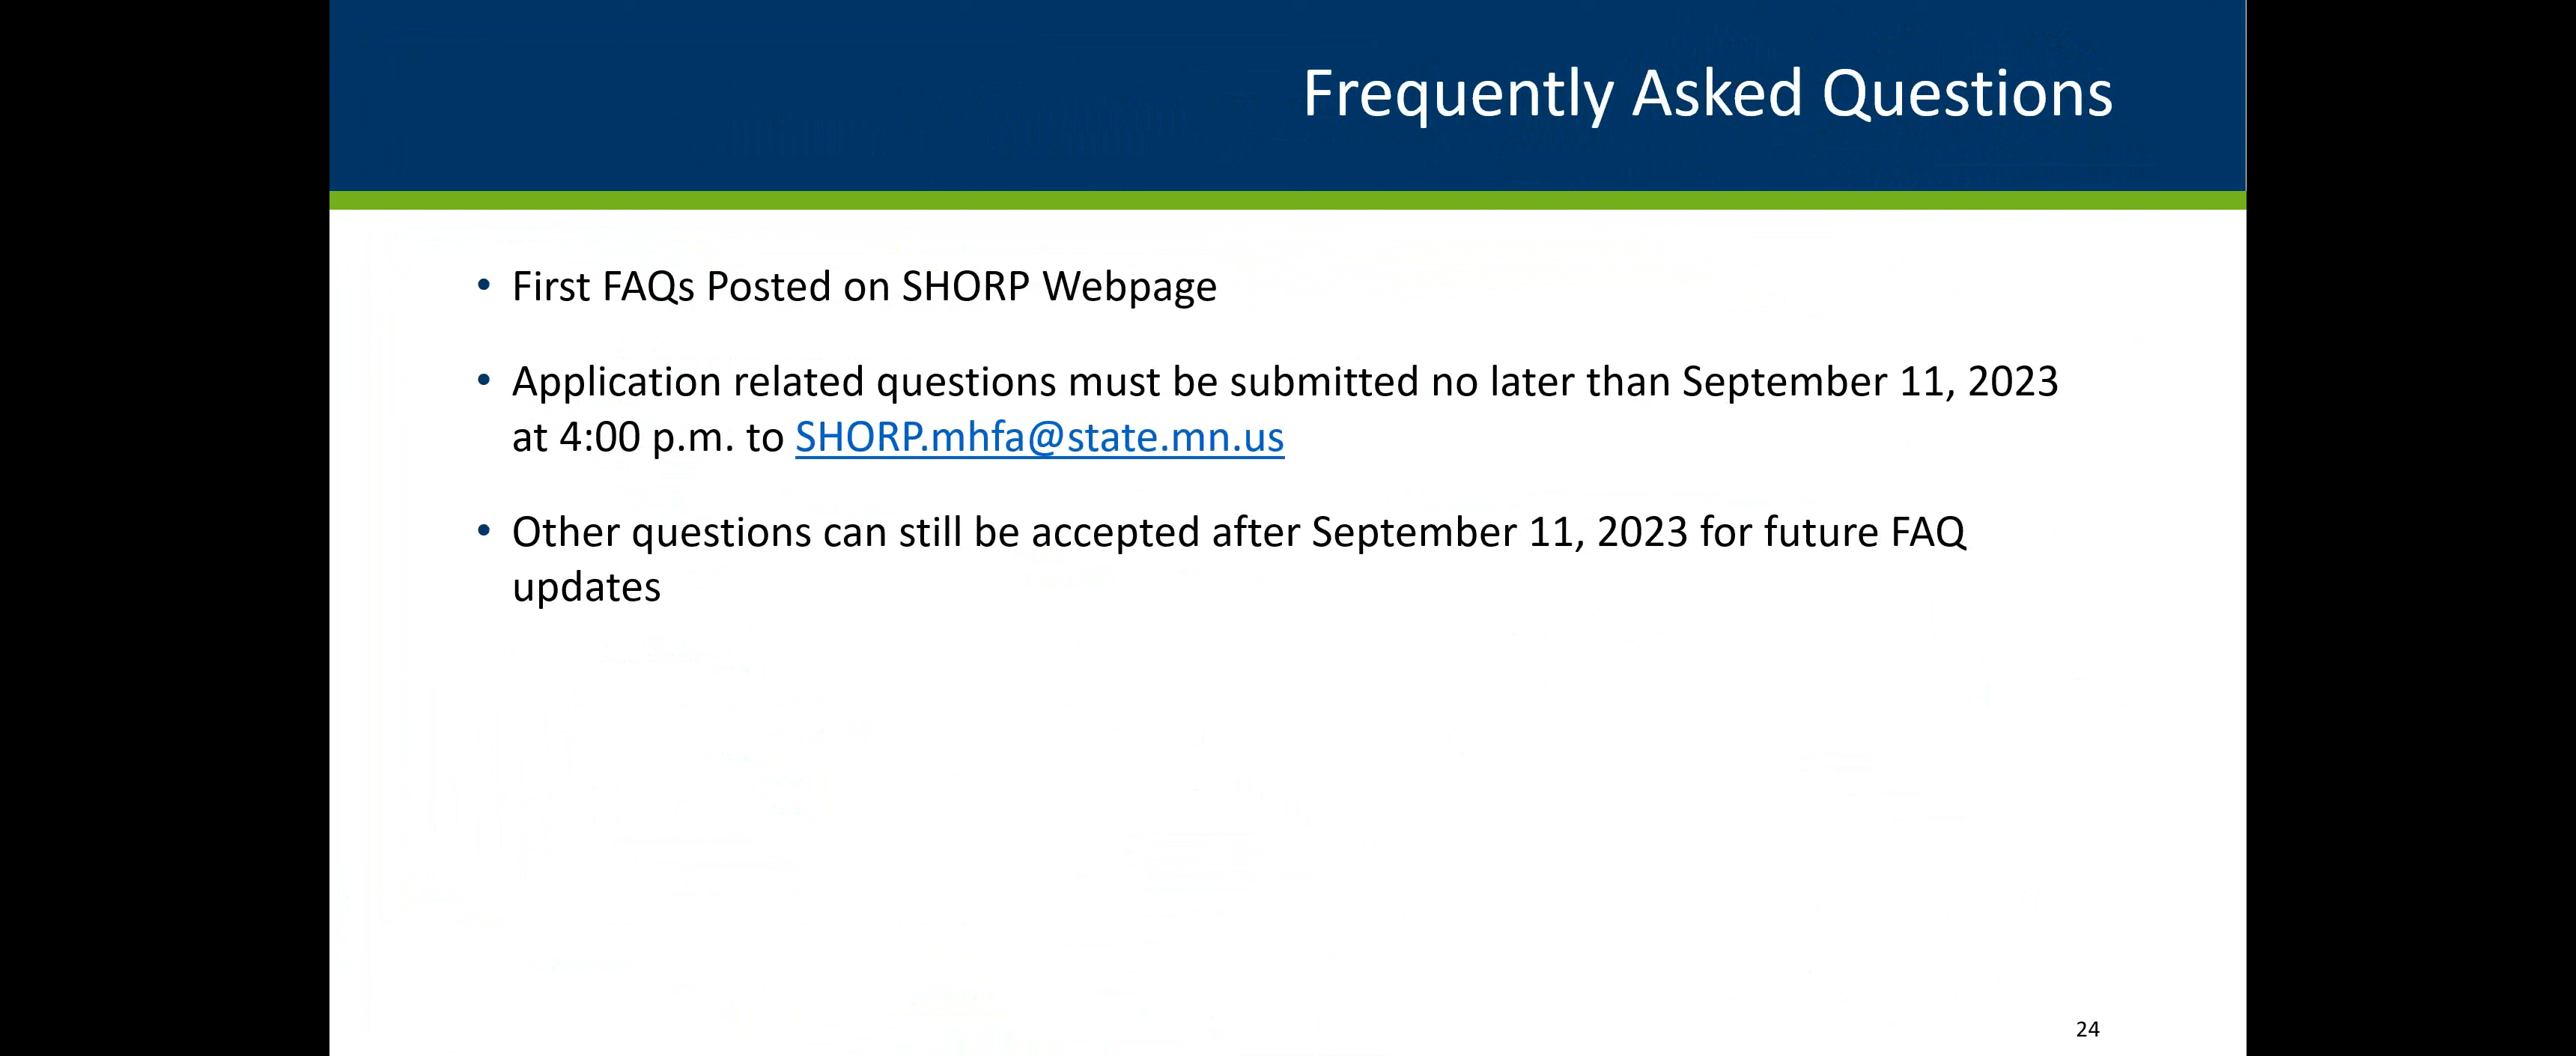 Frequently Asked Questions
• First FAQs Posted on SHORP Webpage
• Application related questions must be submitted no later than September 11, 2023
at 4:00 p.m. to SHORP.mhfa@state.mn.us
• Other questions can still be accepted after September 11, 2023 for future FAQ
updates
24